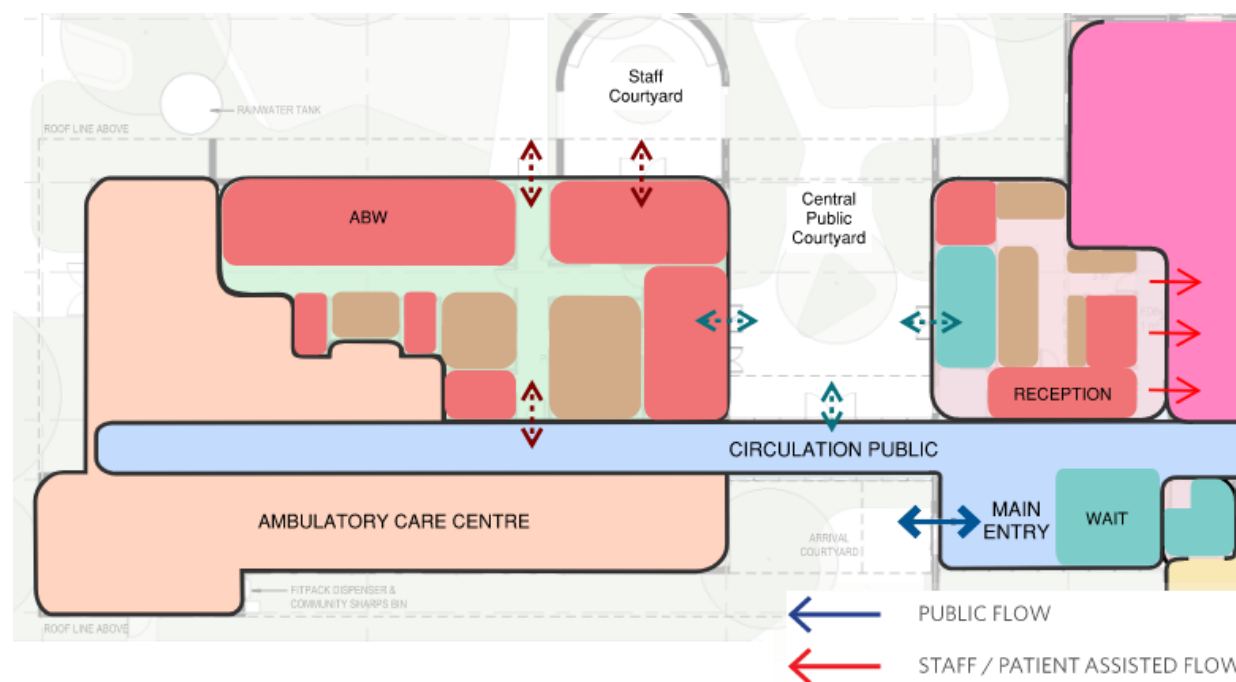 Staff
Courtyard
RAINWATER TANK
ROOF LINE ABOVE
ABW
Central
Public
Courtyard
RECEPTION
CIRCULATION PUBLIC
AMBULATORY CARE CENTRE
MAIN
ENTRY
WAIT
ARRIVAL
COURTYARD
FITPACK DISPENSER &
COMMUNITY SHARPS BIN
ROOF LINE ABOVE
PUBLIC FLOW
STAFF / PATIENT ASSISTED FLOW